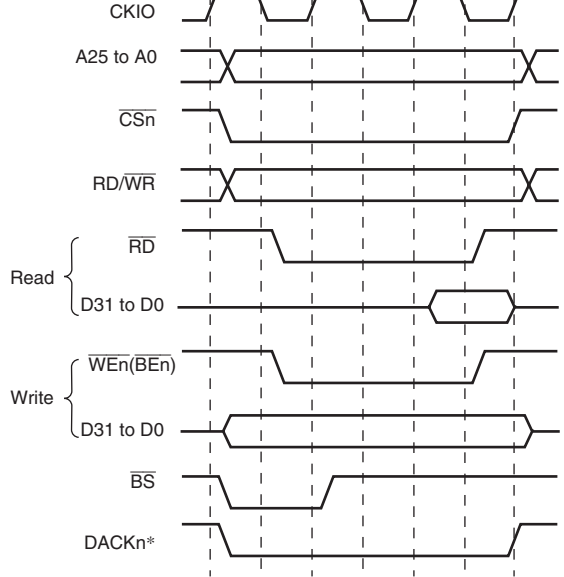 CKIO
A25 to A0
CSn
RD/WR
Read
RD
D31 to D0
Write
WEn(BEn)
D31 to D0
BS
DACKn*